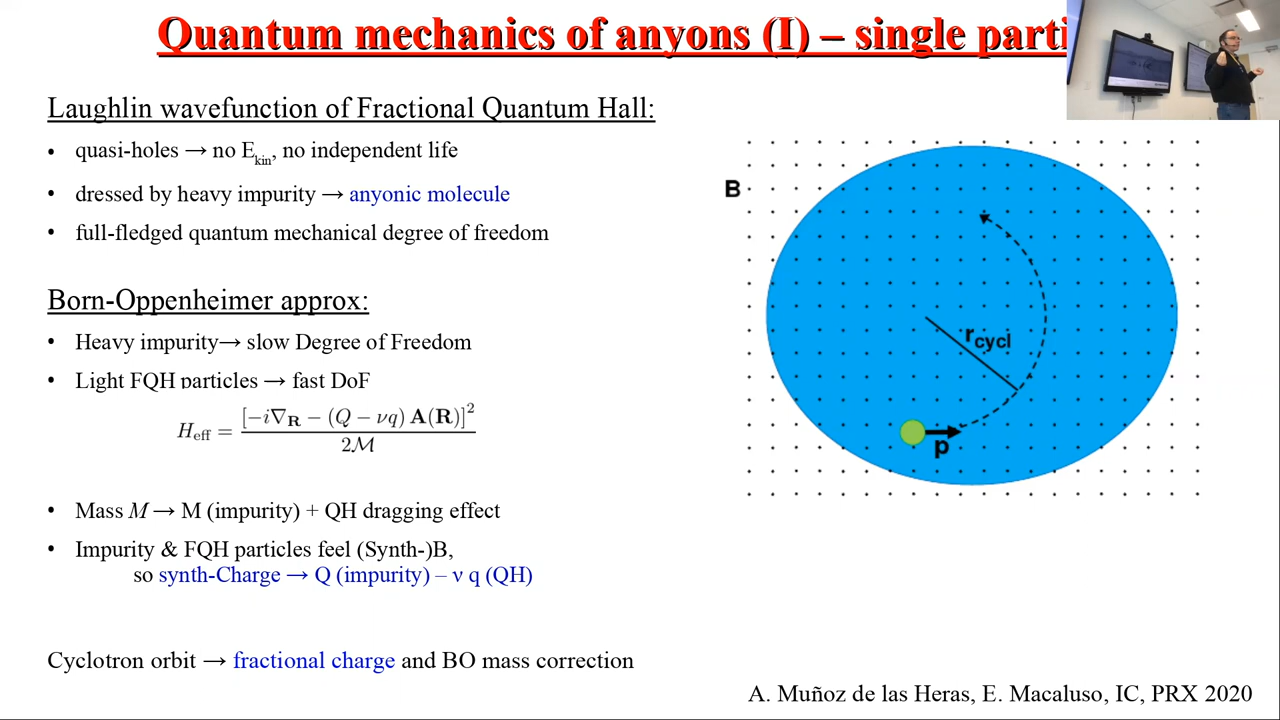 Quantum mechanics of anyons (I) – single parti
Laughlin wavefunction of Fractional Quantum Hall:
• quasi-holes → no E_kin, no independent life
• dressed by heavy impurity → anyonic molecule
• full-fledged quantum mechanical degree of freedom
Born-Oppenheimer approx:
• Heavy impurity→ slow Degree of Freedom
• Light FQH particles → fast DoF
H_eff = [−i∇_R − (Q − νq) A(R)]² / 2ℳ
• Mass M → M (impurity) + QH dragging effect
• Impurity & FQH particles feel (Synth-)B,
so synth-Charge → Q (impurity) – ν q (QH)
Cyclotron orbit → fractional charge and BO mass correction
B
r_cycl
p
A. Muñoz de las Heras, E. Macaluso, IC, PRX 2020